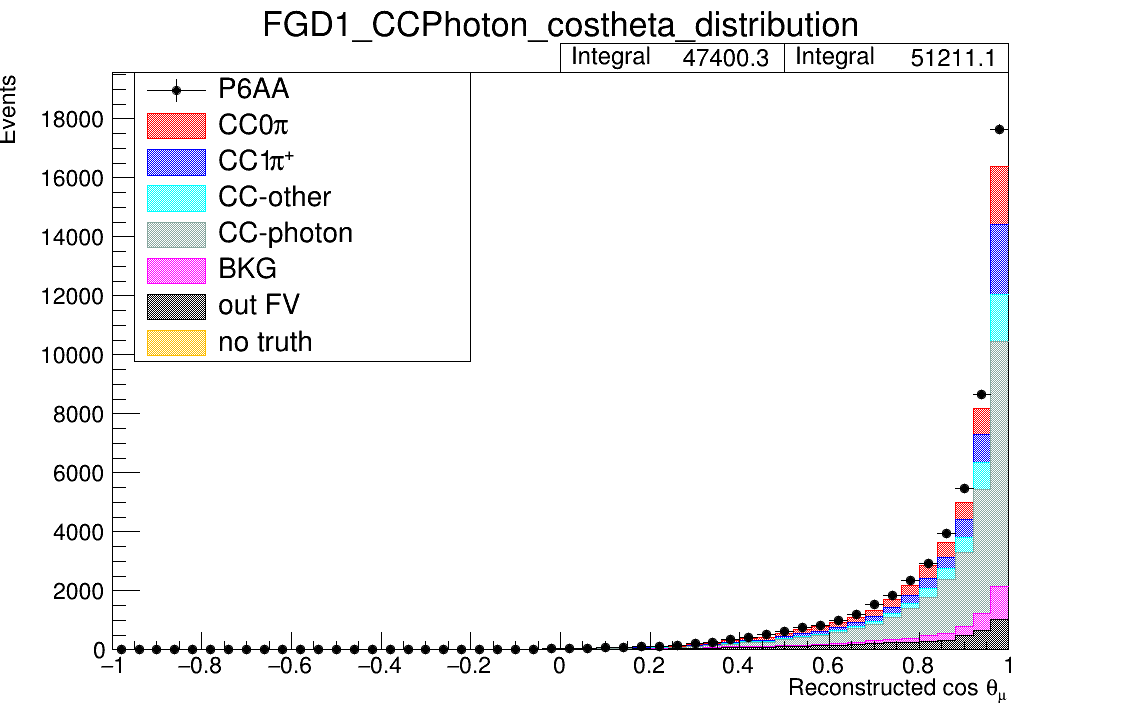 FGD1_CCPhoton_costheta_distribution
Integral 47400.3 Integral 51211.1
Events
P6AA
CC0π
CC1π⁺
CC-other
CC-photon
BKG
out FV
no truth
18000
16000
14000
12000
10000
8000
6000
4000
2000
0
−1 −0.8 −0.6 −0.4 −0.2 0 0.2 0.4 0.6 0.8 1
Reconstructed cos θμ